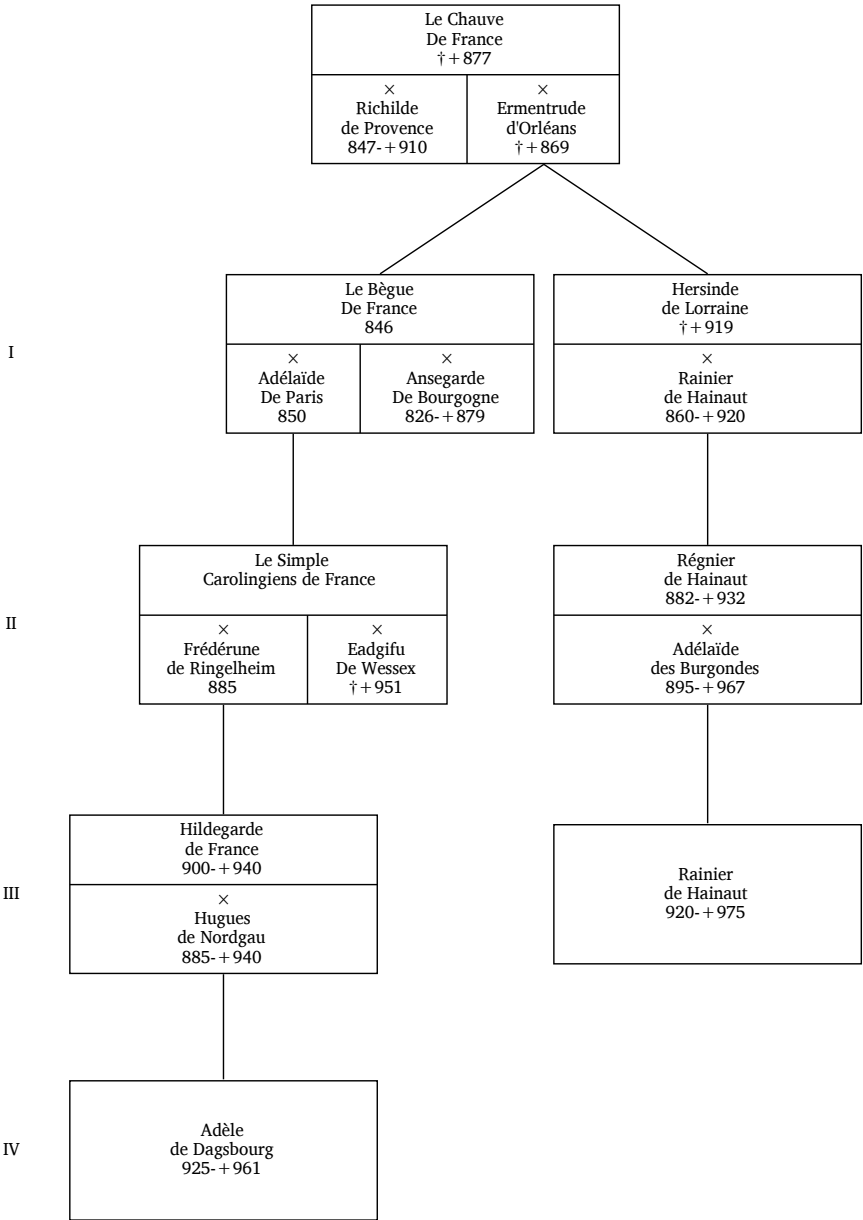 Le Chauve
De France
†+877
×
Richilde
de Provence
847-+910
×
Ermentrude
d'Orléans
†+869
I
Le Bègue
De France
846
×
Adélaïde
De Paris
850
×
Ansegarde
De Bourgogne
826-+879
Hersinde
de Lorraine
†+919
×
Rainier
de Hainaut
860-+920
II
Le Simple
Carolingiens de France
×
Frédérune
de Ringelheim
885
×
Eadgifu
De Wessex
†+951
Régnier
de Hainaut
882-+932
×
Adélaïde
des Burgondes
895-+967
III
Hildegarde
de France
900-+940
×
Hugues
de Nordgau
885-+940
Rainier
de Hainaut
920-+975
IV
Adèle
de Dagsbourg
925-+961